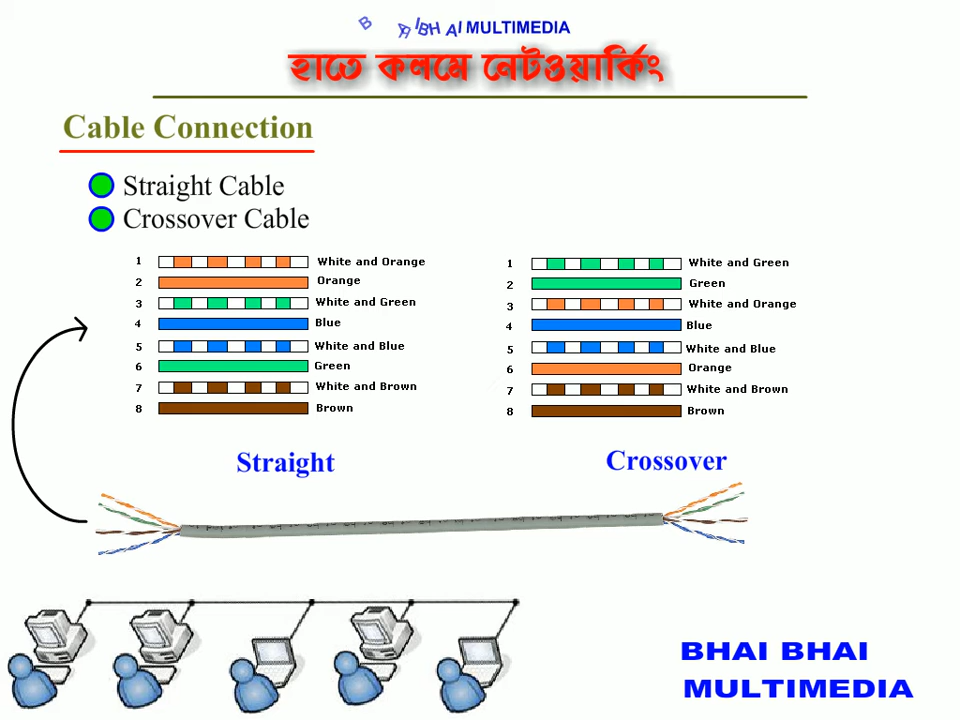 BHAI BHAI MULTIMEDIA
হাতে কলমে নেটওয়ার্কিং
Cable Connection
Straight Cable
Crossover Cable
1 White and Orange
2 Orange
3 White and Green
4 Blue
5 White and Blue
6 Green
7 White and Brown
8 Brown
Straight
1 White and Green
2 Green
3 White and Orange
4 Blue
5 White and Blue
6 Orange
7 White and Brown
8 Brown
Crossover
BHAI BHAI
MULTIMEDIA